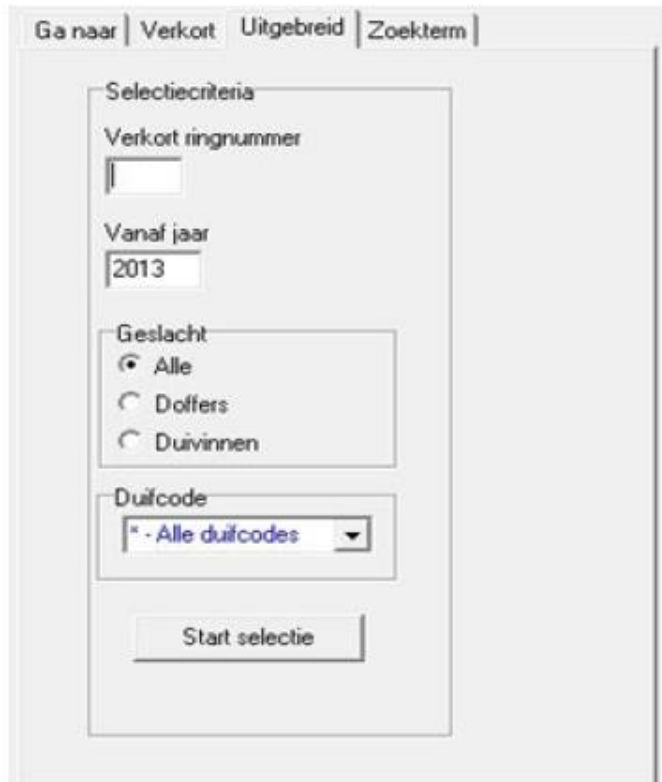 Ga naar Verkort Uitgebreid Zoekterm
Selectiecriteria
Verkort ringnummer
Vanaf jaar
2013
Geslacht
Alle
Doffers
Duivinnen
Duifcode
* - Alle duifcodes
Start selectie